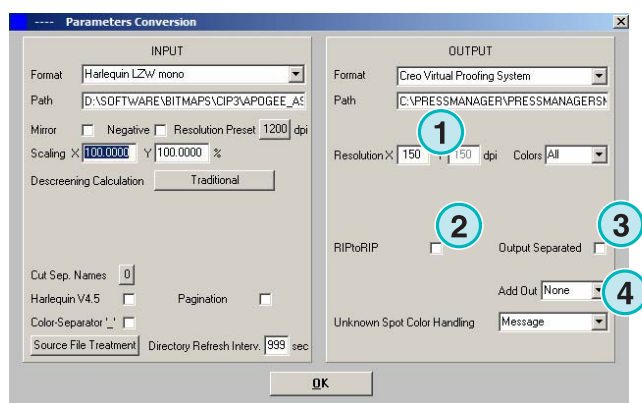 ---- Parameters Conversion
INPUT
Format Harlequin LZW mono
Path D:\SOFTWARE\BITMAPS\CIP3\APOGEE_AS
Mirror Negative Resolution Preset 1200 dpi
Scaling X 100.0000 Y 100.0000 %
Descreening Calculation Traditional
Cut Sep. Names 0
Harlequin V4.5 Pagination
Color-Separator '_'
Source File Treatment Directory Refresh Interv. 999 sec
OUTPUT
Format Creo Virtual Proofing System
Path C:\PRESSMANAGER\PRESSMANAGERSM
1
Resolution X 150 150 dpi Colors All
2 3
RIPtoRIP Output Separated
Add Out None 4
Unknown Spot Color Handling Message
OK